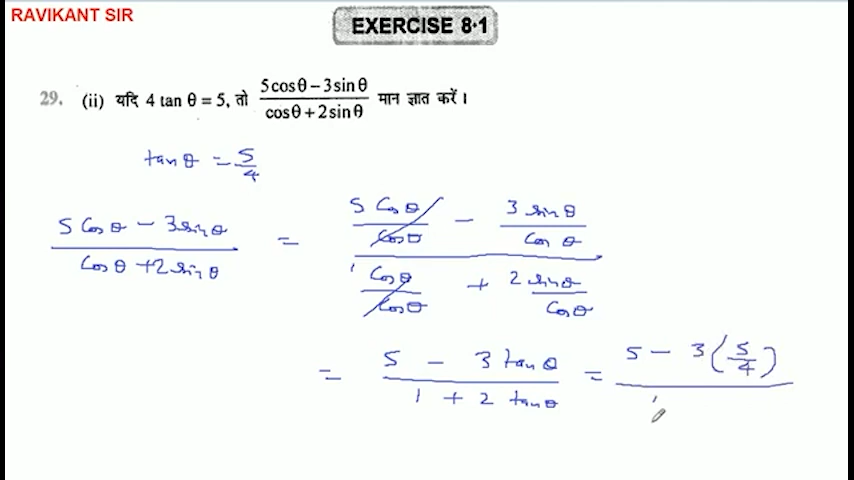 RAVIKANT SIR
EXERCISE 8·1
29. (ii) यदि 4 tan θ = 5, तो (5cosθ−3sinθ)/(cosθ+2sinθ) मान ज्ञात करें।
tanθ = 5/4
(5 Cosθ − 3sinθ)/(Cosθ + 2sinθ) = (5 Cosθ/Cosθ − 3 sinθ/Cosθ)/(1 Cosθ/Cosθ + 2 sinθ/Cosθ)
= (5 − 3 tanθ)/(1 + 2 tanθ) = (5 − 3(5/4))/1